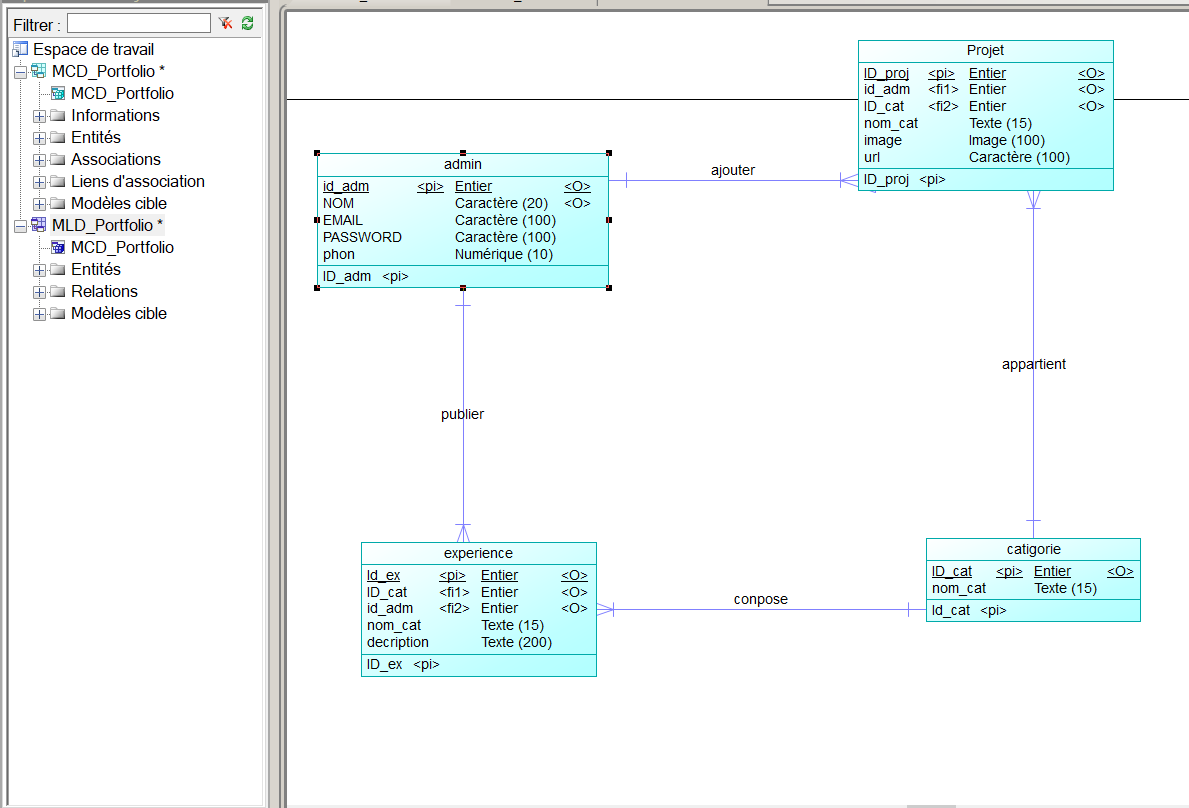 Filtrer :
Espace de travail
MCD_Portfolio *
MCD_Portfolio
Informations
Entités
Associations
Liens d'association
Modèles cible
MLD_Portfolio *
MCD_Portfolio
Entités
Relations
Modèles cible
Projet
ID_proj <pi> Entier <O>
id_adm <fi1> Entier <O>
ID_cat <fi2> Entier <O>
nom_cat Texte (15)
image Image (100)
url Caractère (100)
ID_proj <pi>
admin
id_adm <pi> Entier <O>
NOM Caractère (20) <O>
EMAIL Caractère (100)
PASSWORD Caractère (100)
phon Numérique (10)
ID_adm <pi>
ajouter
appartient
publier
experience
Id_ex <pi> Entier <O>
ID_cat <fi1> Entier <O>
id_adm <fi2> Entier <O>
nom_cat Texte (15)
decription Texte (200)
ID_ex <pi>
conpose
catigorie
ID_cat <pi> Entier <O>
nom_cat Texte (15)
Id_cat <pi>